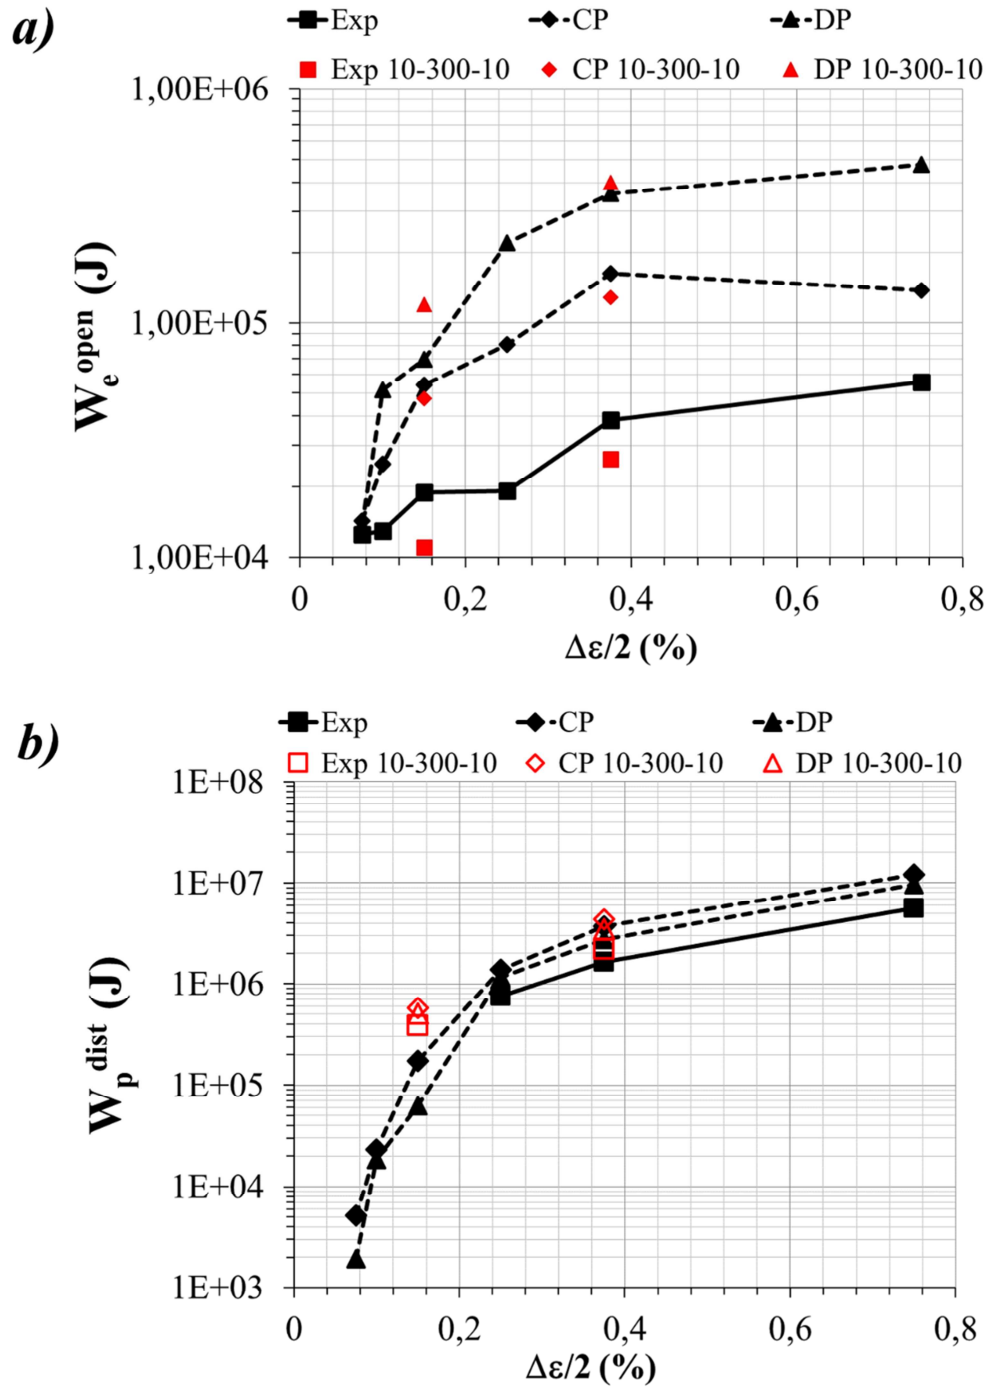 a)
Exp CP DP
Exp 10-300-10 CP 10-300-10 DP 10-300-10
1,00E+06
1,00E+05
1,00E+04
We open (J)
0 0,2 0,4 0,6 0,8
Δε/2 (%)
b)
Exp CP DP
Exp 10-300-10 CP 10-300-10 DP 10-300-10
1E+08
1E+07
1E+06
1E+05
1E+04
1E+03
Wp dist (J)
0 0,2 0,4 0,6 0,8
Δε/2 (%)